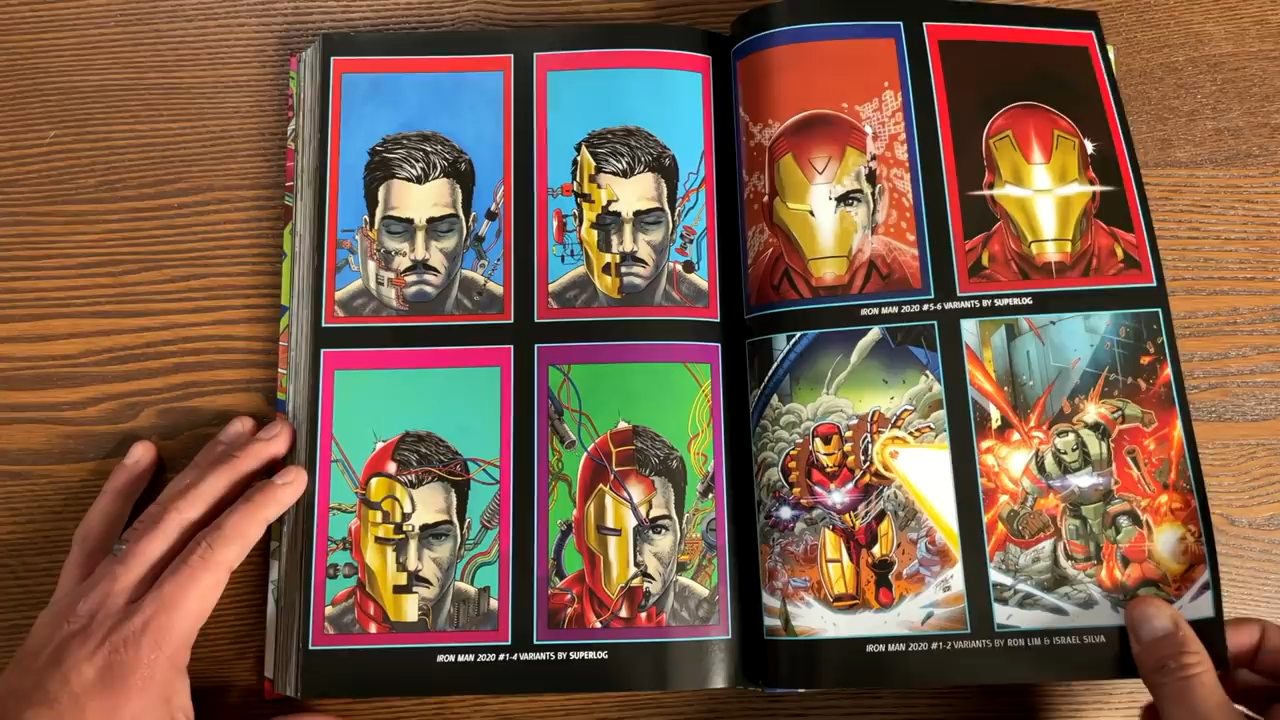 IRON MAN 2020 #1-4 VARIANTS BY SUPERLOG
IRON MAN 2020 #5-6 VARIANTS BY SUPERLOG
IRON MAN 2020 #1-2 VARIANTS BY RON LIM & ISRAEL SILVA